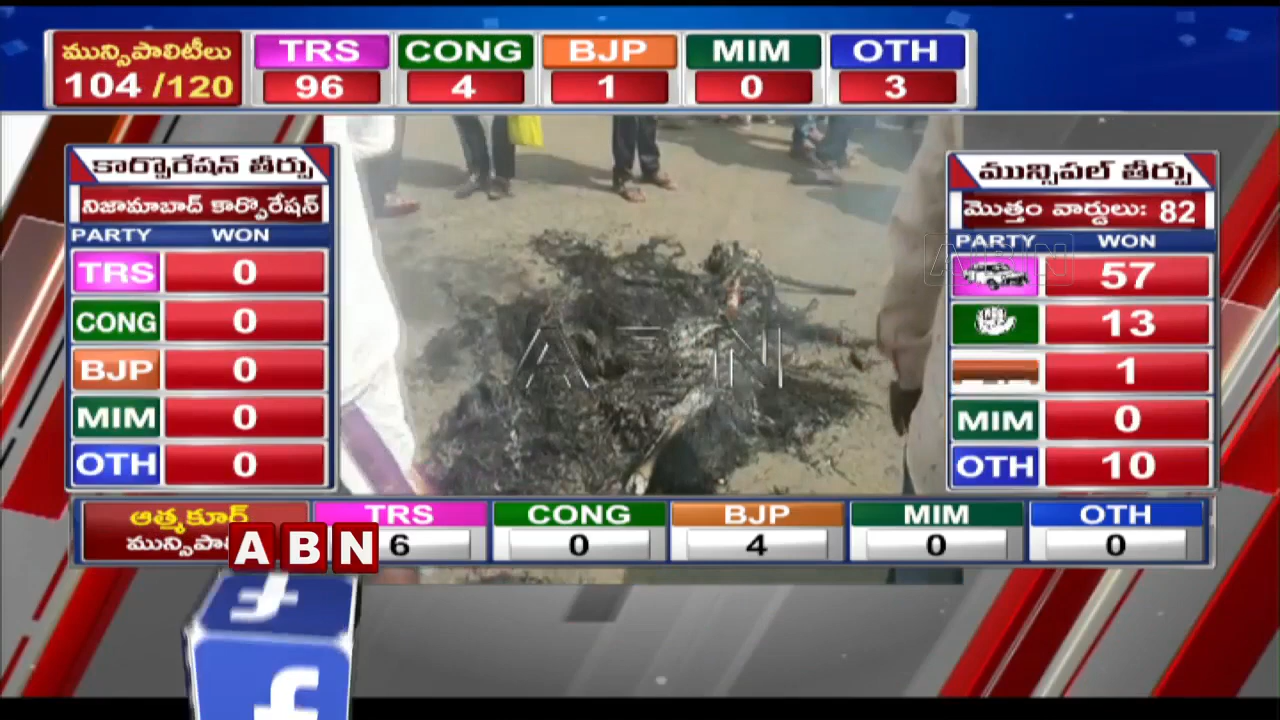 మున్సిపాలిటీలు TRS CONG BJP MIM OTH
104 /120 96 4 1 0 3
కార్పొరేషన్ తీర్పు
నిజామాబాద్ కార్పొరేషన్
PARTY WON
TRS 0
CONG 0
BJP 0
MIM 0
OTH 0
మున్సిపల్ తీర్పు
మొత్తం వార్డులు: 82
PARTY WON
57
13
1
MIM 0
OTH 10
ABN
ABN
ఆత్మకూర్ TRS CONG BJP MIM OTH
6 0 4 0 0
ABN